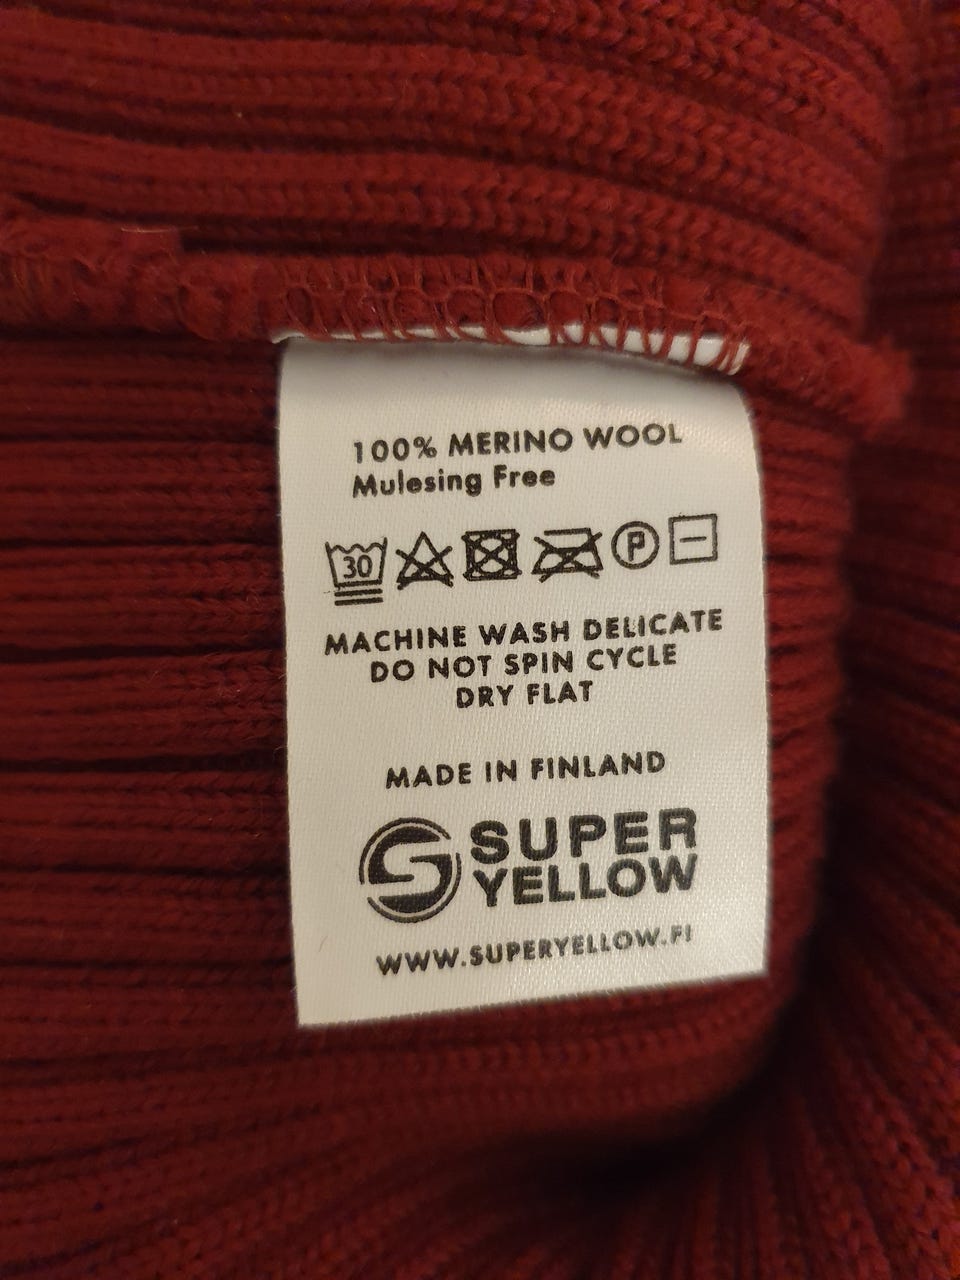 100% MERINO WOOL
Mulesing Free
30 P
MACHINE WASH DELICATE
DO NOT SPIN CYCLE
DRY FLAT
MADE IN FINLAND
SUPER
YELLOW
WWW.SUPERYELLOW.FI